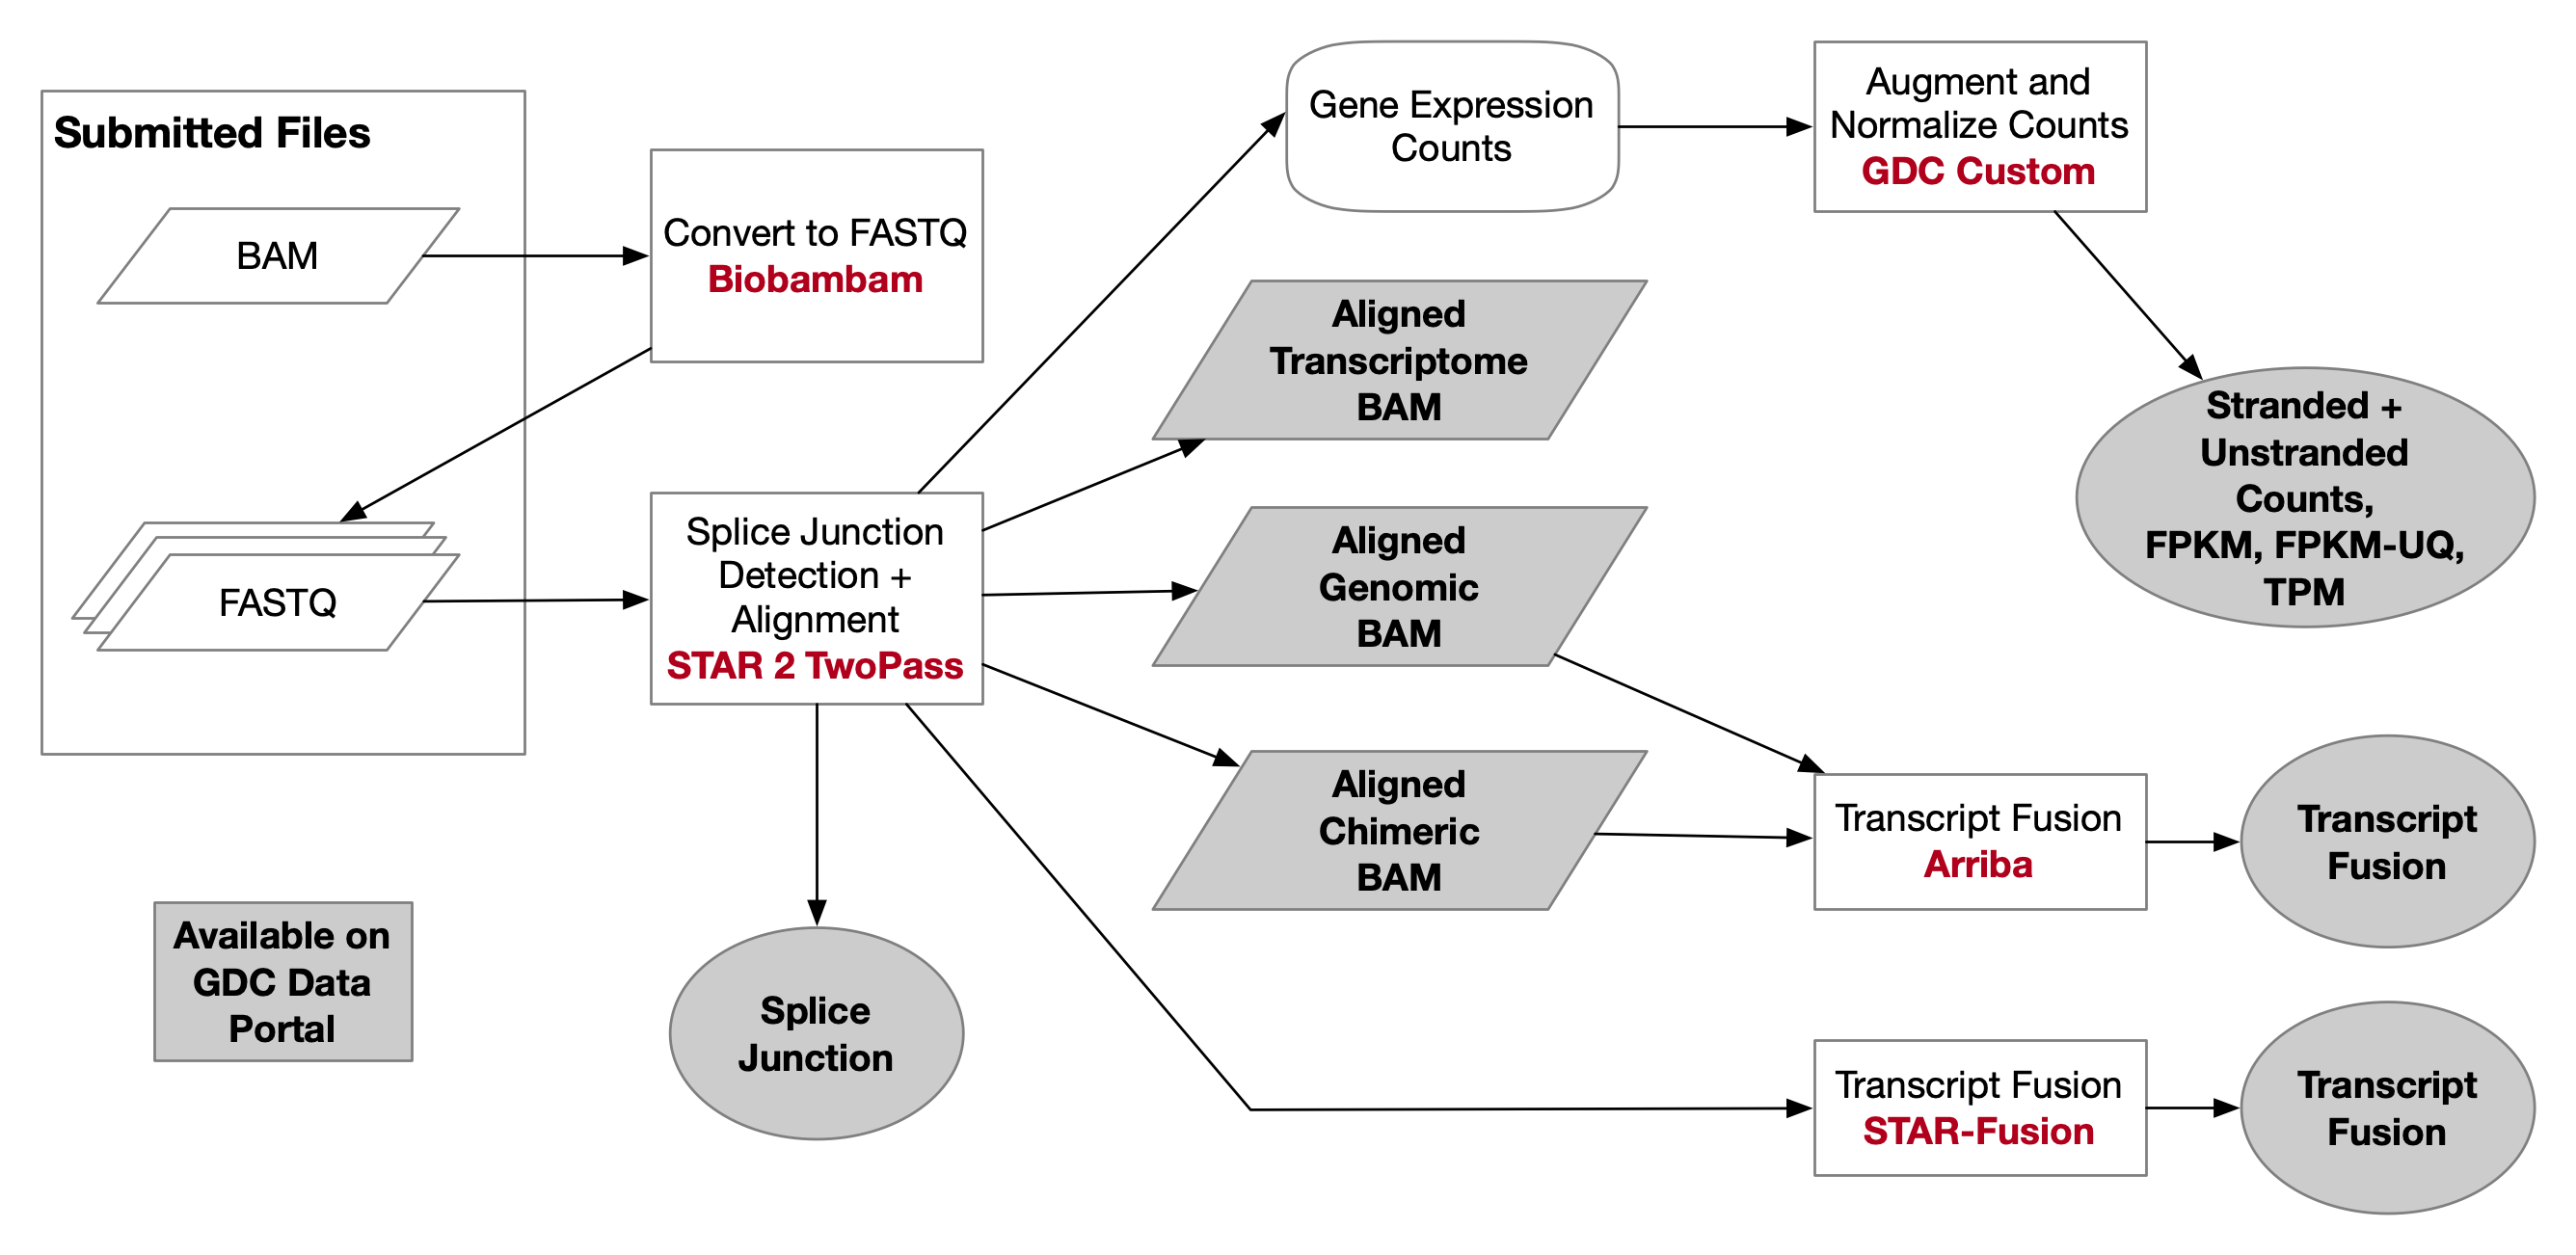 Submitted Files
BAM
FASTQ
Convert to FASTQ
Biobambam
Splice Junction
Detection +
Alignment
STAR 2 TwoPass
Gene Expression
Counts
Augment and
Normalize Counts
GDC Custom
Aligned
Transcriptome
BAM
Aligned
Genomic
BAM
Aligned
Chimeric
BAM
Stranded +
Unstranded
Counts,
FPKM, FPKM-UQ,
TPM
Transcript Fusion
Arriba
Transcript
Fusion
Available on
GDC Data
Portal
Splice
Junction
Transcript Fusion
STAR-Fusion
Transcript
Fusion